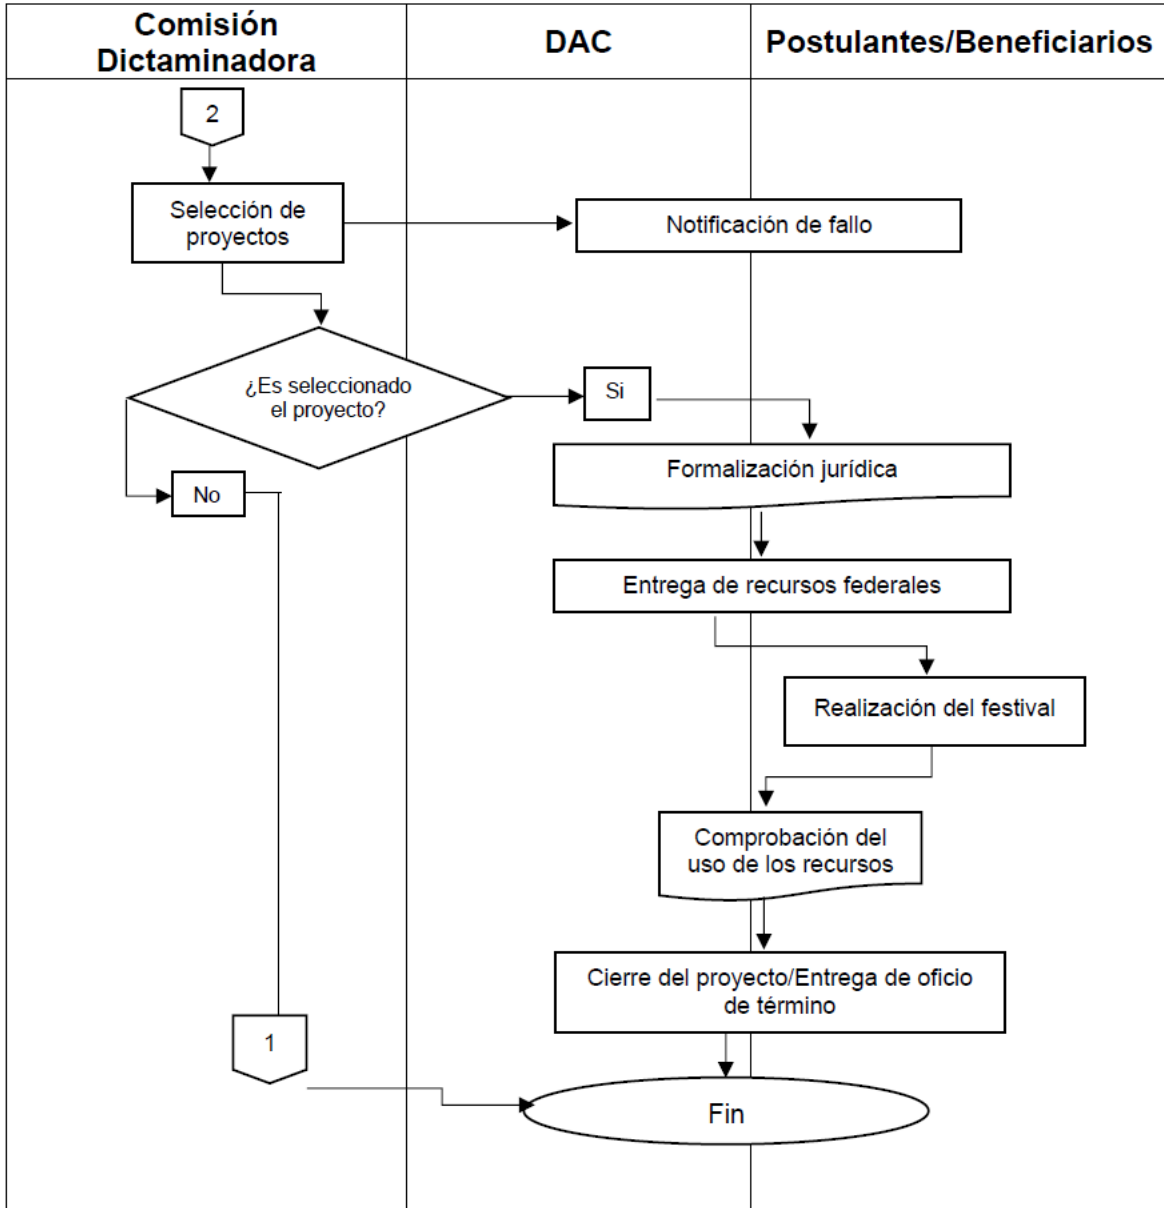 Comisión
Dictaminadora
DAC
Postulantes/Beneficiarios
2
Selección de
proyectos
Notificación de fallo
¿Es seleccionado
el proyecto?
Si
No
Formalización jurídica
Entrega de recursos federales
Realización del festival
Comprobación del
uso de los recursos
Cierre del proyecto/Entrega de oficio
de término
1
Fin